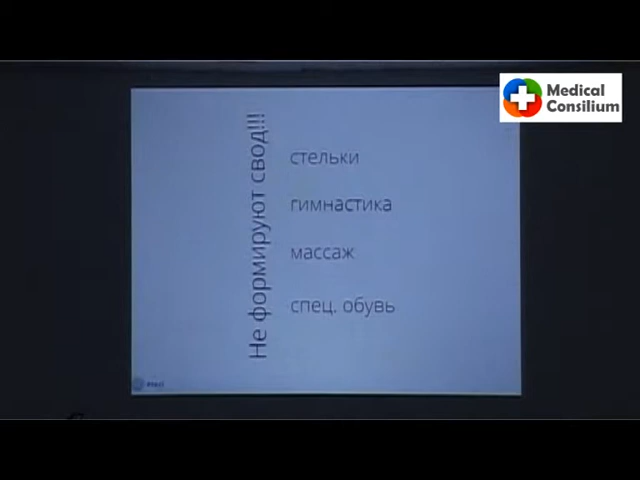 Medical
Consilium
Не формируют свод!!!
стельки
гимнастика
массаж
спец. обувь